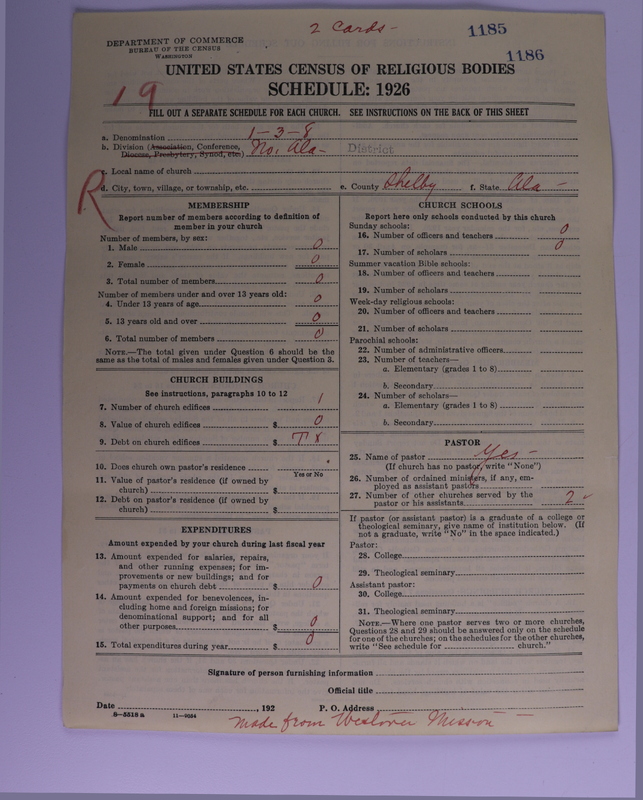 2 Cards-
1185
1186
DEPARTMENT OF COMMERCE
BUREAU OF THE CENSUS
WASHINGTON
UNITED STATES CENSUS OF RELIGIOUS BODIES
SCHEDULE: 1926
19
FILL OUT A SEPARATE SCHEDULE FOR EACH CHURCH. SEE INSTRUCTIONS ON THE BACK OF THIS SHEET
a. Denomination 1-3-8
b. Division (Association, Conference, Diocese, Presbytery, Synod, etc.) No. Ala- District
c. Local name of church
R
d. City, town, village, or township, etc. e. County Shelby f. State Ala-
MEMBERSHIP
Report number of members according to definition of
member in your church
Number of members, by sex:
1. Male 0
2. Female 0
3. Total number of members 0
Number of members under and over 13 years old:
4. Under 13 years of age 0
5. 13 years old and over 0
6. Total number of members 0
NOTE.—The total given under Question 6 should be the
same as the total of males and females given under Question 3.
CHURCH BUILDINGS
See instructions, paragraphs 10 to 12
7. Number of church edifices 1
8. Value of church edifices $ 0
9. Debt on church edifices $
10. Does church own pastor's residence
Yes or No
11. Value of pastor's residence (if owned by
church) $
12. Debt on pastor's residence (if owned by
church) $
EXPENDITURES
Amount expended by your church during last fiscal year
13. Amount expended for salaries, repairs,
and other running expenses; for im-
provements or new buildings; and for
payments on church debt $ 0
14. Amount expended for benevolences, in-
cluding home and foreign missions; for
denominational support; and for all
other purposes $ 0
15. Total expenditures during year $ 0
CHURCH SCHOOLS
Report here only schools conducted by this church
Sunday schools:
16. Number of officers and teachers 0
17. Number of scholars 0
Summer vacation Bible schools:
18. Number of officers and teachers
19. Number of scholars
Week-day religious schools:
20. Number of officers and teachers
21. Number of scholars
Parochial schools:
22. Number of administrative officers
23. Number of teachers—
a. Elementary (grades 1 to 8)
b. Secondary
24. Number of scholars—
a. Elementary (grades 1 to 8)
b. Secondary
PASTOR
25. Name of pastor Yes-
(If church has no pastor, write "None")
26. Number of ordained ministers, if any, em-
ployed as assistant pastors
27. Number of other churches served by the
pastor or his assistants 2
If pastor (or assistant pastor) is a graduate of a college or
theological seminary, give name of institution below. (If
not a graduate, write "No" in the space indicated.)
Pastor:
28. College
29. Theological seminary
Assistant pastor:
30. College
31. Theological seminary
NOTE.—Where one pastor serves two or more churches,
Questions 28 and 29 should be answered only on the schedule
for one of the churches; on the schedules for the other churches,
write "See schedule for church."
Signature of person furnishing information
Official title
Date , 192 P. O. Address
8-5518a 11-9054
Made from Westover Mission